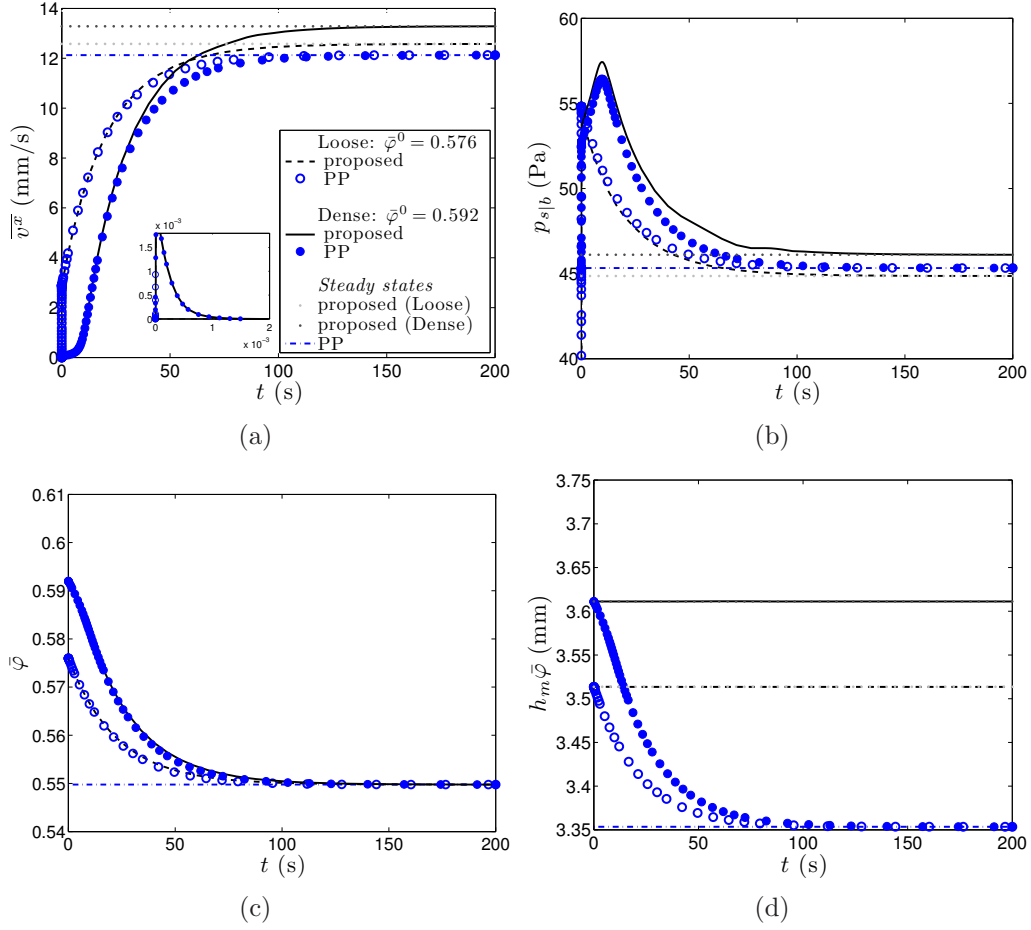 14
12
10
8
6
4
2
0
0
50
100
150
200
$\overline{v^x}$ (mm/s)
t (s)
Loose: φ̄⁰ = 0.576
proposed
PP
Dense: φ̄⁰ = 0.592
proposed
PP
Steady states
proposed (Loose)
proposed (Dense)
PP
x 10⁻³
1.5
1
0.5
0
0
1
2
x 10⁻³
(a)
60
55
50
45
40
0
50
100
150
200
p_{s|b} (Pa)
t (s)
(b)
0.61
0.6
0.59
0.58
0.57
0.56
0.55
0.54
0
50
100
150
200
φ̄
t (s)
(c)
3.75
3.7
3.65
3.6
3.55
3.5
3.45
3.4
3.35
0
50
100
150
200
h_m φ̄ (mm)
t (s)
(d)